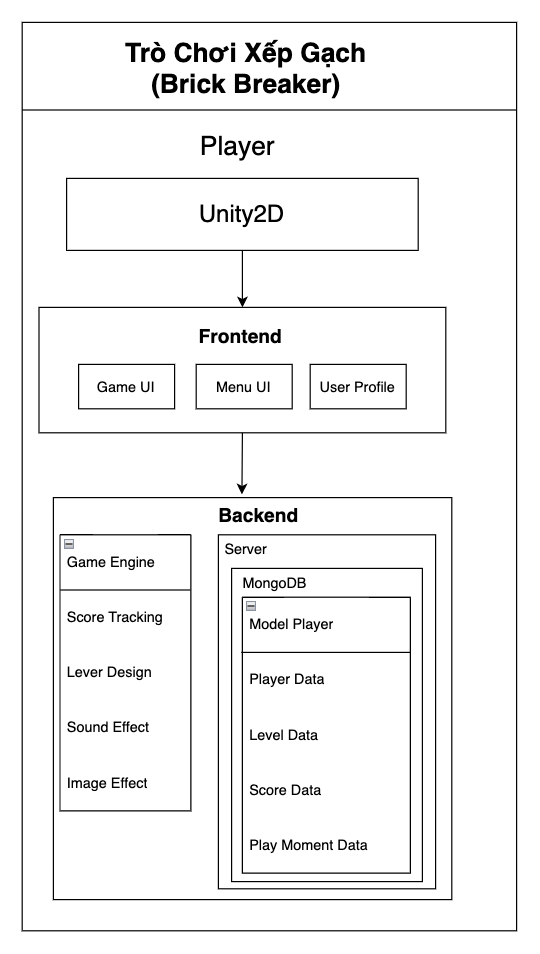 Trò Chơi Xếp Gạch
(Brick Breaker)
Player
Unity2D
Frontend
Game UI
Menu UI
User Profile
Backend
Game Engine
Score Tracking
Lever Design
Sound Effect
Image Effect
Server
MongoDB
Model Player
Player Data
Level Data
Score Data
Play Moment Data